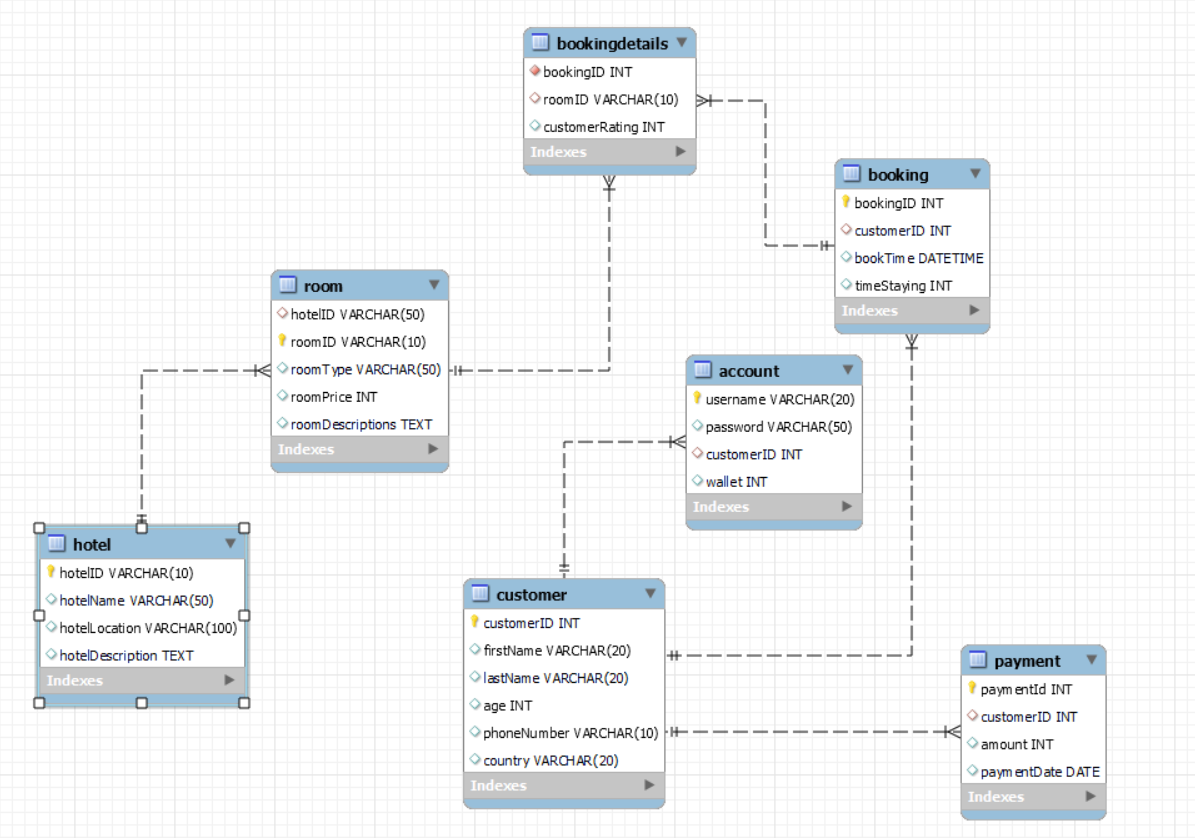 bookingdetails
bookingID INT
roomID VARCHAR(10)
customerRating INT
Indexes
booking
bookingID INT
customerID INT
bookTime DATETIME
timeStaying INT
Indexes
room
hotelID VARCHAR(50)
roomID VARCHAR(10)
roomType VARCHAR(50)
roomPrice INT
roomDescriptions TEXT
Indexes
account
username VARCHAR(20)
password VARCHAR(50)
customerID INT
wallet INT
Indexes
hotel
hotelID VARCHAR(10)
hotelName VARCHAR(50)
hotelLocation VARCHAR(100)
hotelDescription TEXT
Indexes
customer
customerID INT
firstName VARCHAR(20)
lastName VARCHAR(20)
age INT
phoneNumber VARCHAR(10)
country VARCHAR(20)
Indexes
payment
paymentId INT
customerID INT
amount INT
paymentDate DATE
Indexes